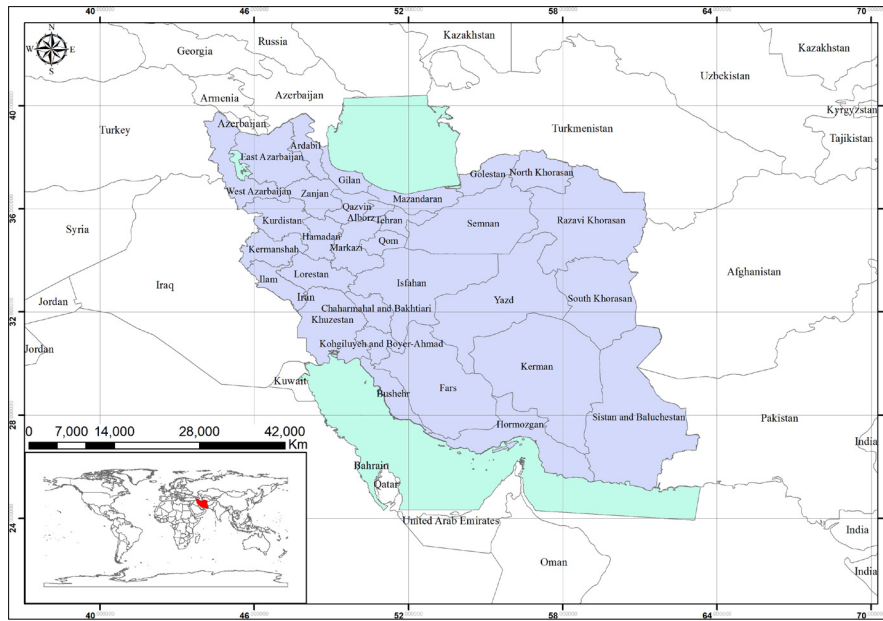 40 46 52 58 64 70
N
W E
S
Russia
Georgia
Kazakhstan
Kazakhstan
Uzbekistan
Armenia
Azerbaijan
40
Kyrgyzstan
Turkey
Azerbaijan
Turkmenistan
Tajikistan
Ardabil
East Azarbaijan
Gilan
Golestan
North Khorasan
West Azarbaijan
Zanjan
Mazandaran
36
Qazvin
Alborz
Tehran
Razavi Khorasan
Kurdistan
Semnan
Syria
Hamadan
Qom
Kermanshah
Markazi
Afghanistan
Ilam
Lorestan
Isfahan
Iraq
Jordan
Iran
Yazd
South Khorasan
32
Chaharmahal and Bakhtiari
Khuzestan
Jordan
Kohgiluyeh and Boyer-Ahmad
Kerman
Kuwait
Bushehr
Fars
28
Sistan and Baluchestan
Pakistan
Hormozgan
India
0 7,000 14,000 28,000 42,000
Km
Bahrain
Qatar
24
United Arab Emirates
India
Oman
India
40 46 52 58 64 70